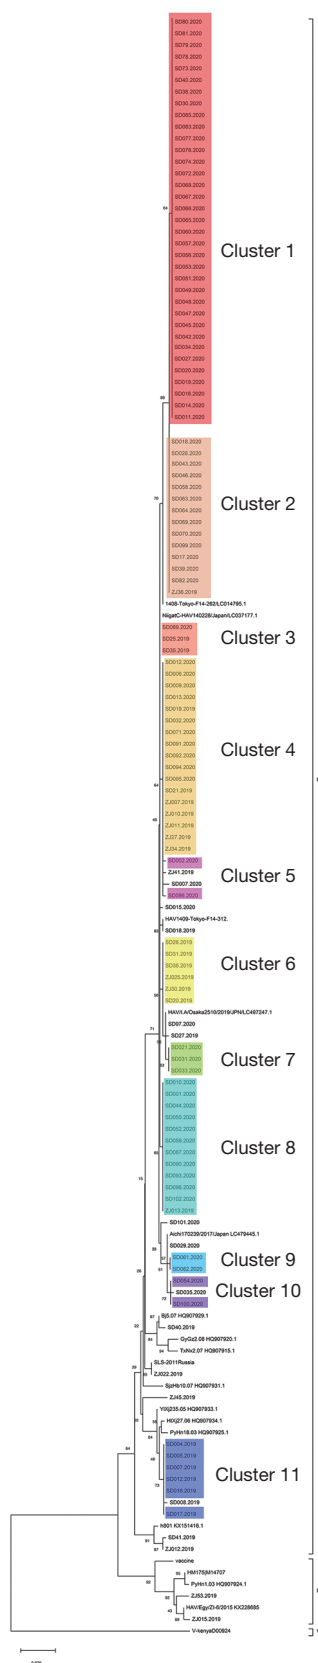 SD80.2020
SD81.2020
SD79.2020
SD78.2020
SD73.2020
SD40.2020
SD38.2020
SD30.2020
SD085.2020
SD083.2020
SD077.2020
SD076.2020
SD074.2020
SD072.2020
SD068.2020
SD067.2020
SD066.2020
SD065.2020
SD060.2020
SD057.2020
SD056.2020
SD053.2020
SD051.2020
SD049.2020
SD048.2020
SD047.2020
SD045.2020
SD042.2020
SD034.2020
SD027.2020
SD020.2020
SD019.2020
SD016.2020
SD014.2020
SD011.2020
Cluster 1
SD018.2020
SD028.2020
SD043.2020
SD046.2020
SD058.2020
SD063.2020
SD064.2020
SD069.2020
SD070.2020
SD099.2020
SD17.2020
SD39.2020
SD82.2020
ZJ36.2019
Cluster 2
1408-Tokyo-F14-262/LC014795.1
NiigatC-HAV140228/Japan/LC037177.1
SD089.2020
SD25.2019
SD35.2019
Cluster 3
SD012.2020
SD006.2020
SD009.2020
SD013.2020
SD019.2019
SD032.2020
SD071.2020
SD091.2020
SD092.2020
SD094.2020
SD095.2020
SD21.2019
ZJ007.2019
ZJ010.2019
ZJ011.2019
ZJ27.2019
ZJ34.2019
Cluster 4
SD002.2020
ZJ41.2019
SD007.2020
SD098.2020
Cluster 5
SD015.2020
HAV1409-Tokyo-F14-312.
SD018.2019
SD28.2019
SD31.2019
SD38.2019
ZJ025.2019
ZJ30.2019
SD20.2019
Cluster 6
HAV/I.A/Osaka2510/2019/JPN/LC497247.1
SD97.2020
SD27.2019
SD021.2020
SD031.2020
SD033.2020
Cluster 7
SD010.2020
SD001.2020
SD044.2020
SD050.2020
SD052.2020
SD059.2020
SD087.2020
SD090.2020
SD093.2020
SD096.2020
SD102.2020
ZJ013.2019
Cluster 8
SD101.2020
Aichi170239/2017/Japan LC479445.1
SD029.2020
SD061.2020
SD062.2020
Cluster 9
SD054.2020
SD035.2020
SD100.2020
Cluster 10
Bj5.07 HQ907929.1
SD40.2019
GyGz2.08 HQ907920.1
TxNx2.07 HQ907915.1
SLS-2011Russia
ZJ022.2019
SjzHb10.07 HQ907931.1
ZJ45.2019
YiXj235.05 HQ907933.1
HtXj27.06 HQ907934.1
PyHn18.03 HQ907925.1
SD004.2019
SD005.2019
SD007.2019
SD012.2019
SD016.2019
SD008.2019
SD017.2019
Cluster 11
h801 KX151416.1
SD41.2019
ZJ012.2019
vaccine
HM175|M14707
PyHn1.03 HQ907924.1
ZJ53.2019
HAV/Egy/ZI-6/2015 KX228685
ZJ015.2019
V-kenyaD00924